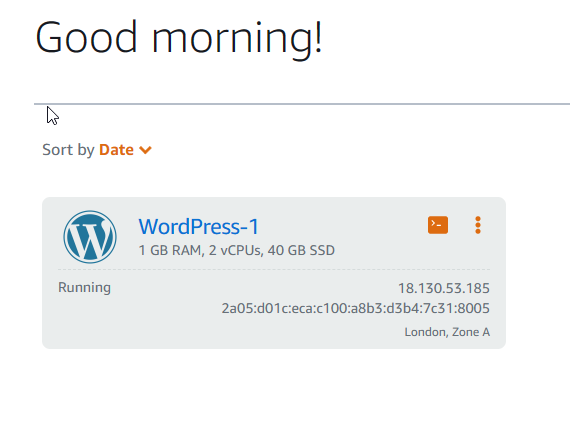 Good morning!
Sort by Date
WordPress-1
1 GB RAM, 2 vCPUs, 40 GB SSD
Running
18.130.53.185
2a05:d01c:eca:c100:a8b3:d3b4:7c31:8005
London, Zone A